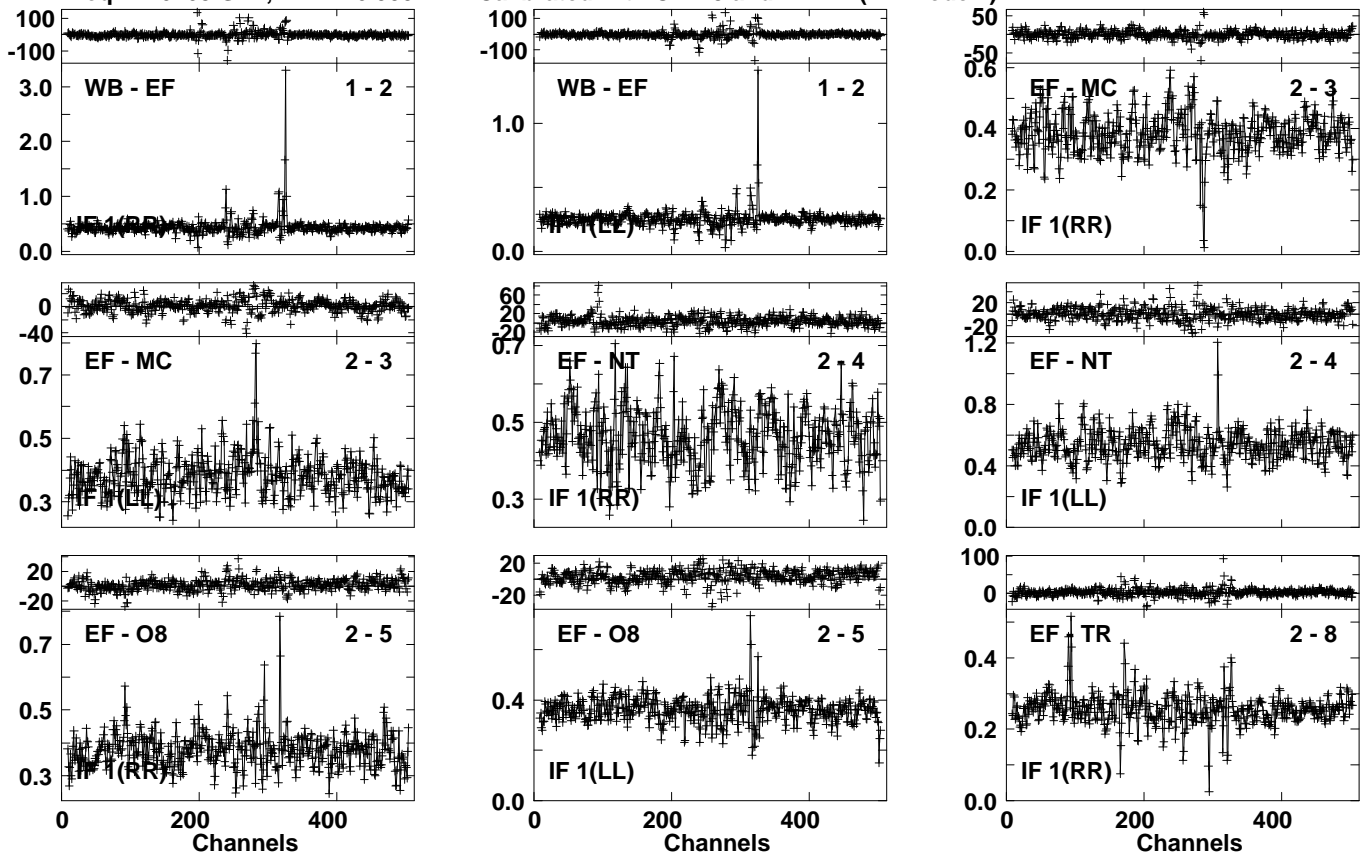 100
-100
WB - EF 1 - 2
3.0
2.0
1.0
0.0
IF 1(RR)
100
-100
WB - EF 1 - 2
1.0
0.0
IF 1(LL)
50
-50
EF - MC 2 - 3
0.6
0.4
0.2
0.0
IF 1(RR)
0
-40
EF - MC 2 - 3
0.7
0.5
0.3
IF 1(LL)
60
20
-20
EF - NT 2 - 4
0.7
0.5
0.3
IF 1(RR)
20
-20
EF - NT 2 - 4
1.2
0.8
0.4
0.0
IF 1(LL)
20
-20
EF - O8 2 - 5
0.7
0.5
0.3
IF 1(RR)
0 200 400
Channels
20
-20
EF - O8 2 - 5
0.4
0.0
IF 1(LL)
0 200 400
Channels
100
0
EF - TR 2 - 8
0.4
0.2
0.0
IF 1(RR)
0 200 400
Channels